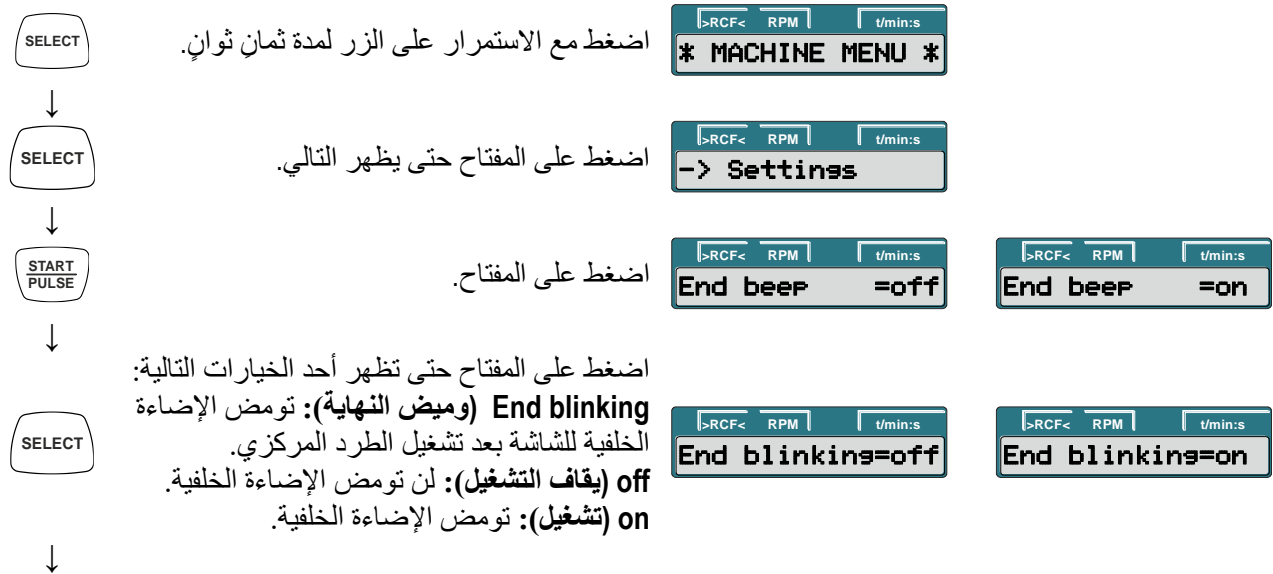 SELECT
اضغط مع الاستمرار على الزر لمدة ثمانِ ثوانٍ.
>RCF< RPM t/min:s
* MACHINE MENU *
↓
SELECT
اضغط على المفتاح حتى يظهر التالي.
>RCF< RPM t/min:s
-> Settings
↓
START
PULSE
اضغط على المفتاح.
>RCF< RPM t/min:s
End beep =off
>RCF< RPM t/min:s
End beep =on
↓
SELECT
اضغط على المفتاح حتى تظهر أحد الخيارات التالية:
End blinking (وميض النهاية): تومض الإضاءة
الخلفية للشاشة بعد تشغيل الطرد المركزي.
off (يقاف التشغيل): لن تومض الإضاءة الخلفية.
on (تشغيل): تومض الإضاءة الخلفية.
>RCF< RPM t/min:s
End blinking=off
>RCF< RPM t/min:s
End blinking=on
↓